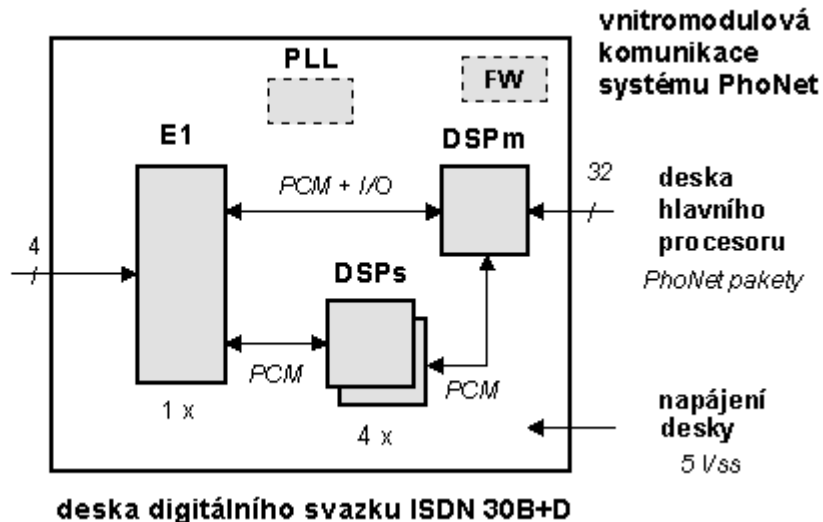 vnitromodulová
komunikace
systému PhoNet
PLL
FW
E1
DSPm
PCM + I/O
32
deska
hlavního
procesoru
PhoNet pakety
4
DSPs
PCM
PCM
1 x
4 x
napájení
desky
5 Vss
deska digitálního svazku ISDN 30B+D